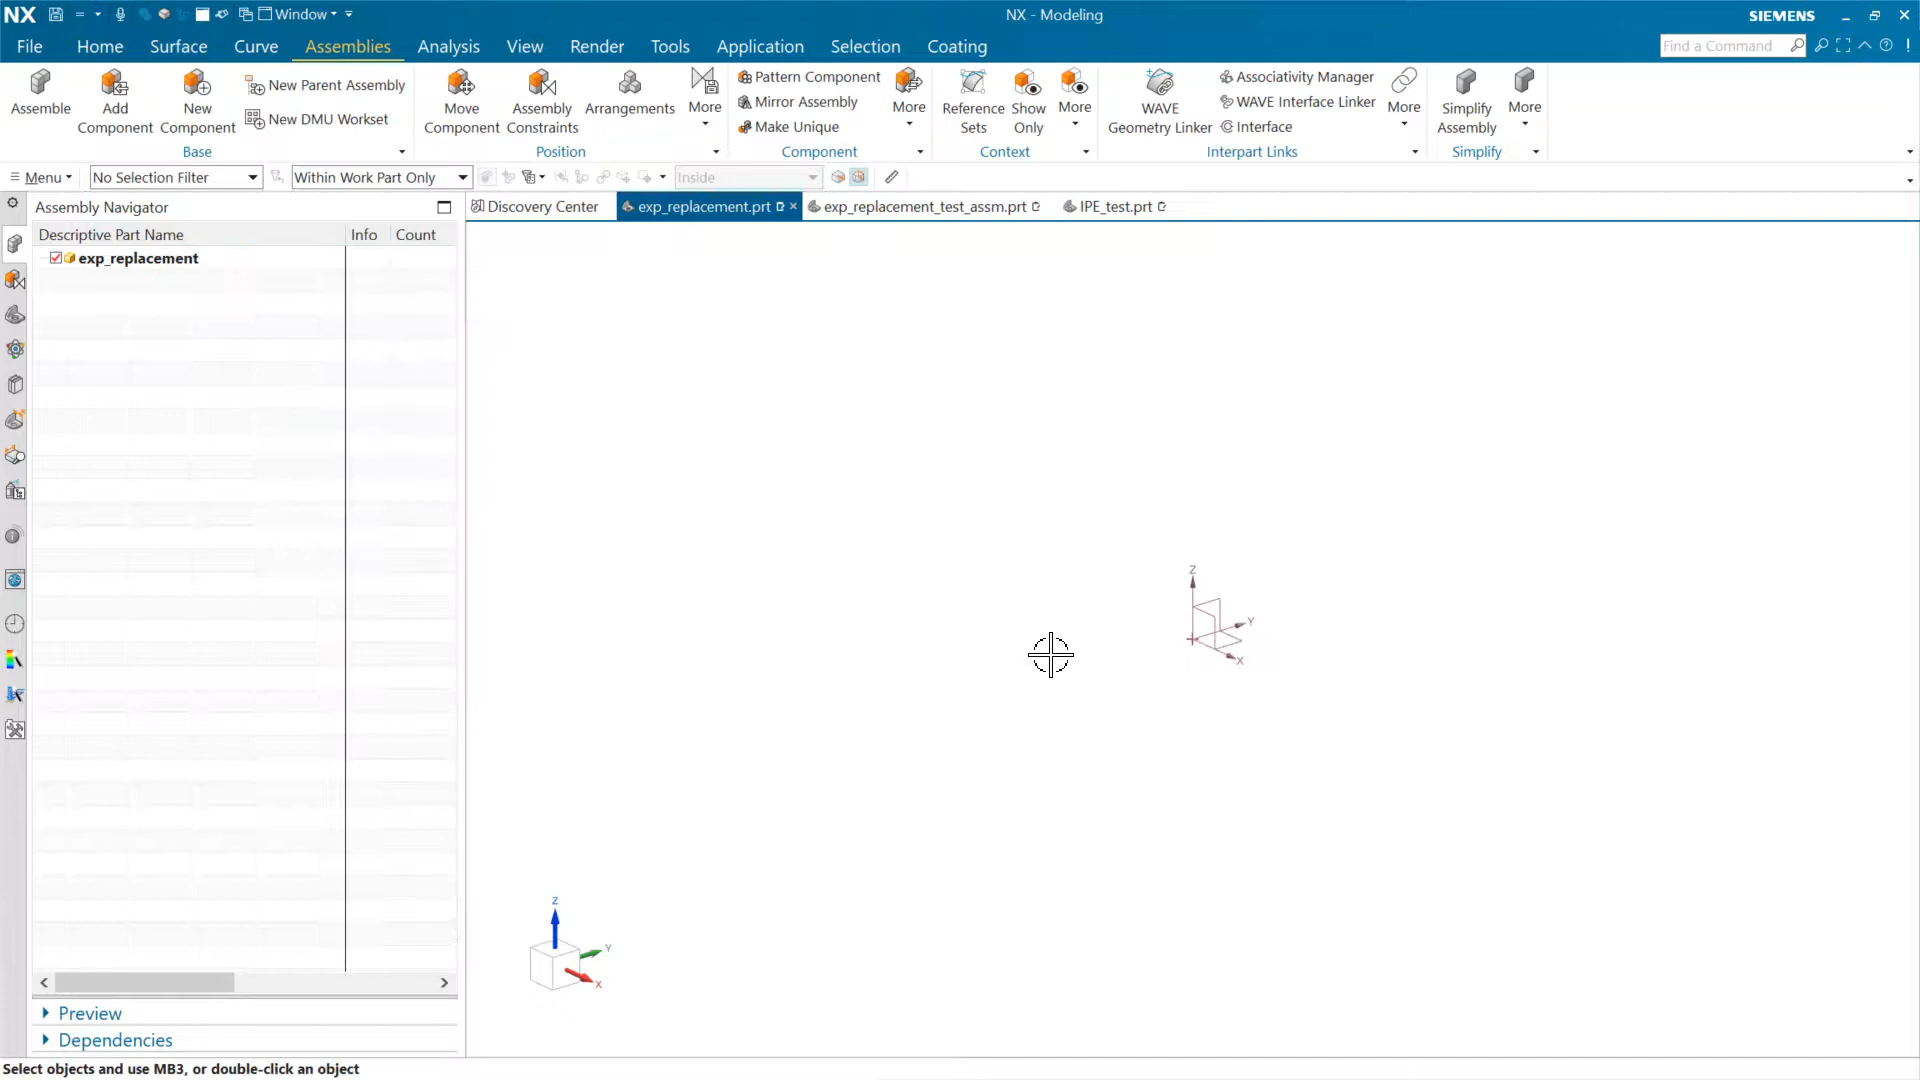 NX
Window
NX - Modeling
SIEMENS
File
Home
Surface
Curve
Assemblies
Analysis
View
Render
Tools
Application
Selection
Coating
Find a Command
Assemble
Add
Component
New
Component
New Parent Assembly
New DMU Workset
Base
Move
Component
Assembly
Constraints
Arrangements
More
Position
Pattern Component
Mirror Assembly
Make Unique
More
Component
Reference
Sets
Show
Only
More
Context
WAVE
Geometry Linker
Associativity Manager
WAVE Interface Linker
Interface
More
Interpart Links
Simplify
Assembly
More
Simplify
Menu
No Selection Filter
Within Work Part Only
Inside
Assembly Navigator
Discovery Center
exp_replacement.prt
exp_replacement_test_assm.prt
IPE_test.prt
Descriptive Part Name
Info
Count
exp_replacement
Z
Y
X
Z
Y
X
Preview
Dependencies
Select objects and use MB3, or double-click an object